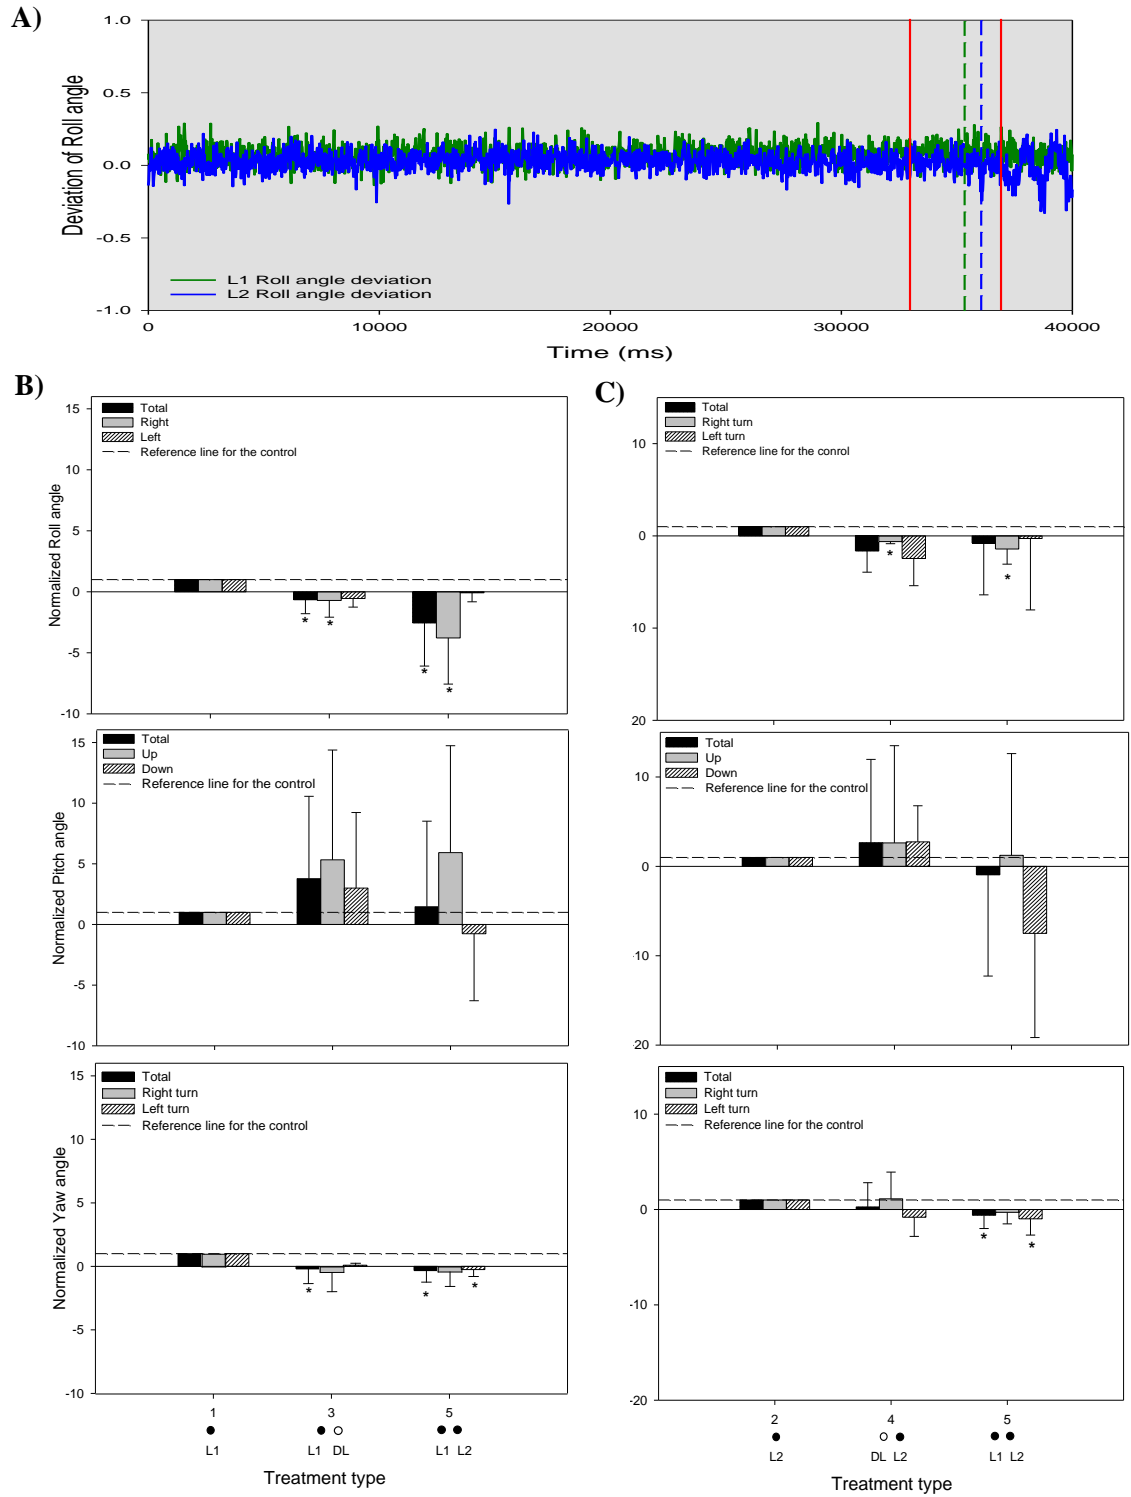 A)
1.0
0.5
0.0
-0.5
-1.0
Deviation of Roll angle
L1 Roll angle deviation
L2 Roll angle deviation
0 10000 20000 30000 40000
Time (ms)
B)
15
10
5
0
-5
-10
Normalized Roll angle
Total
Right
Left
Reference line for the control
* *
* *
C)
10
0
10
20
Total
Right turn
Left turn
Reference line for the conrol
*
*
15
10
5
0
-5
-10
Normalized Pitch angle
Total
Up
Down
Reference line for the control
10
0
-10
-20
Total
Up
Down
Reference line for the control
15
10
5
0
-5
-10
Normalized Yaw angle
Total
Right turn
Left turn
Reference line for the control
* * *
1 3 5
L1 L1 DL L1 L2
Treatment type
10
0
-10
-20
Total
Right turn
Left turn
Reference line for the control
* *
2 4 5
L2 DL L2 L1 L2
Treatment type